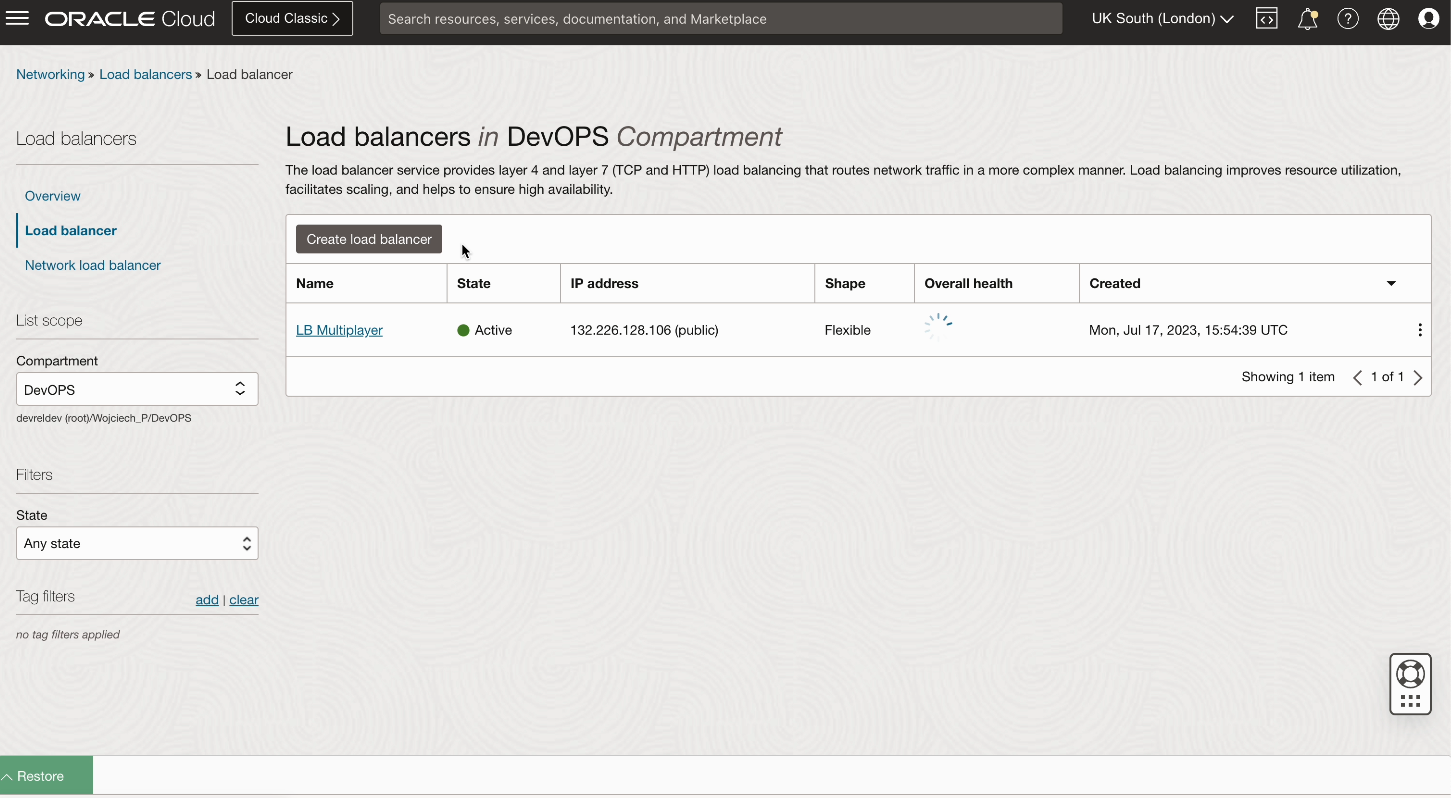 ORACLE Cloud
Cloud Classic
Search resources, services, documentation, and Marketplace
UK South (London)
Networking » Load balancers » Load balancer
Load balancers
Overview
Load balancer
Network load balancer
List scope
Compartment
DevOPS
devreldev (root)/Wojciech_P/DevOPS
Filters
State
Any state
Tag filters
add | clear
no tag filters applied
Load balancers in DevOPS Compartment
The load balancer service provides layer 4 and layer 7 (TCP and HTTP) load balancing that routes network traffic in a more complex manner. Load balancing improves resource utilization,
facilitates scaling, and helps to ensure high availability.
Create load balancer
Name State IP address Shape Overall health Created
LB Multiplayer Active 132.226.128.106 (public) Flexible Mon, Jul 17, 2023, 15:54:39 UTC
Showing 1 item 1 of 1
Restore